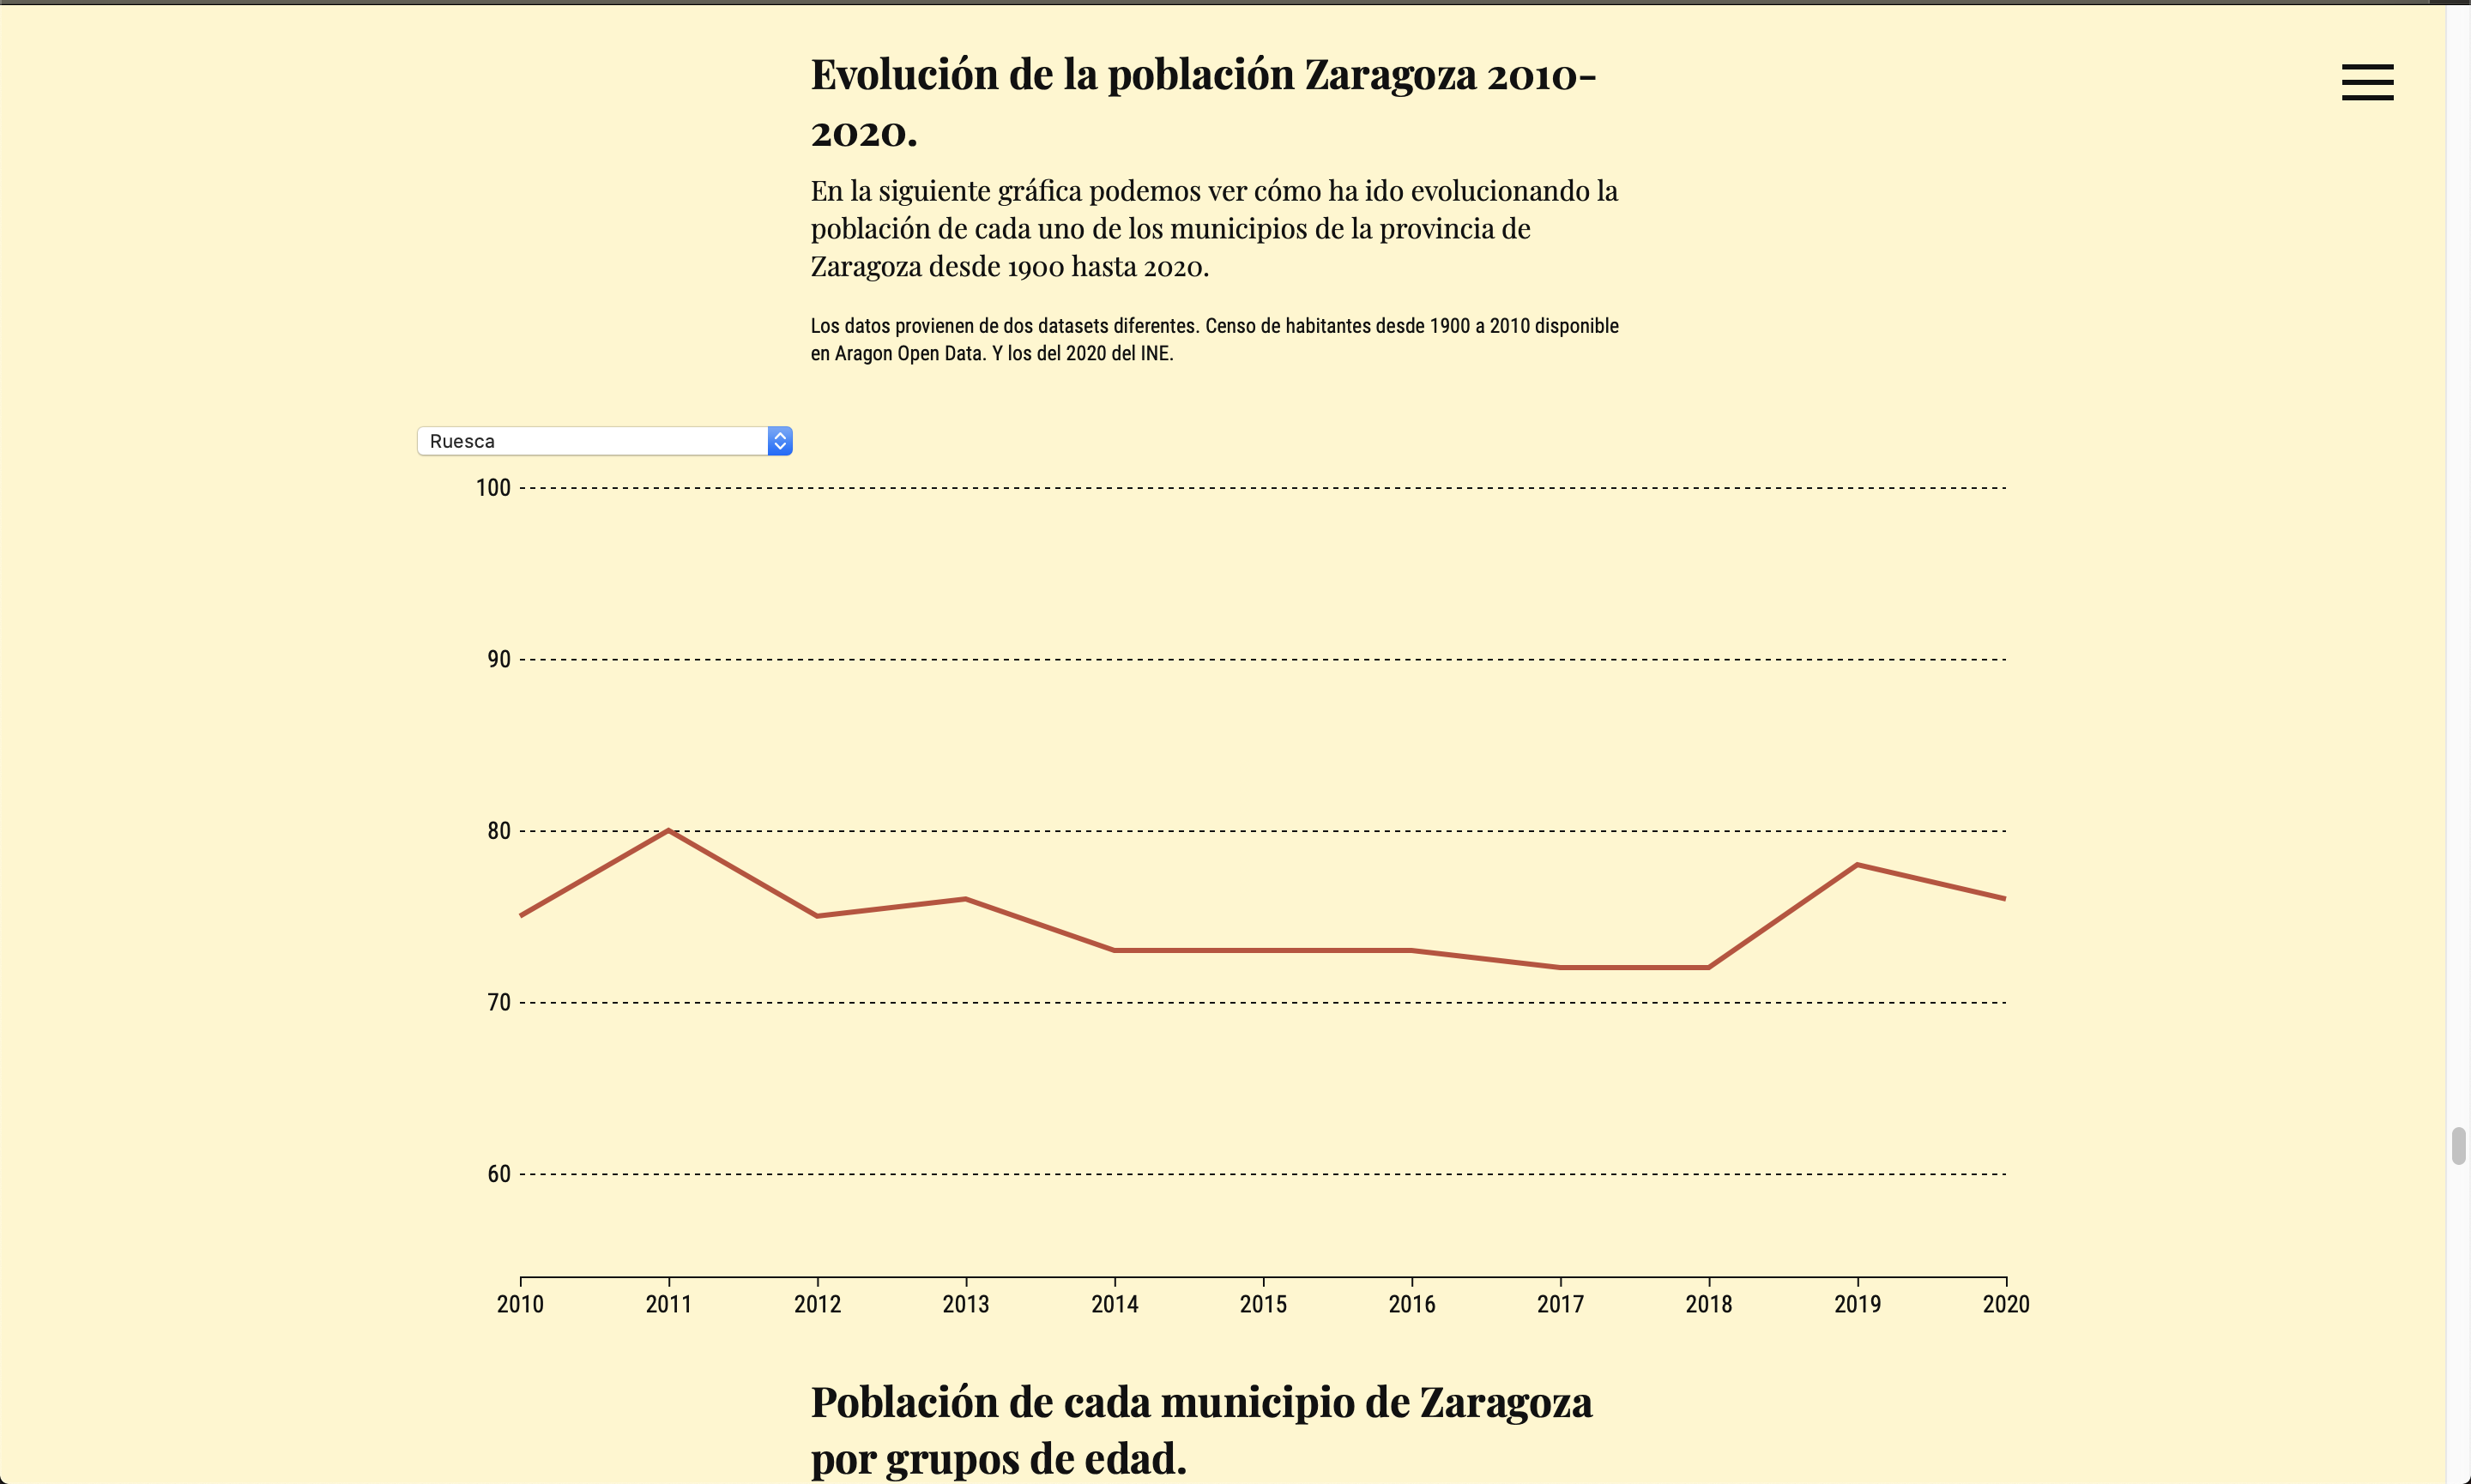 Evolución de la población Zaragoza 2010-
2020.
En la siguiente gráfica podemos ver cómo ha ido evolucionando la
población de cada uno de los municipios de la provincia de
Zaragoza desde 1900 hasta 2020.
Los datos provienen de dos datasets diferentes. Censo de habitantes desde 1900 a 2010 disponible
en Aragon Open Data. Y los del 2020 del INE.
Ruesca
100
90
80
70
60
2010 2011 2012 2013 2014 2015 2016 2017 2018 2019 2020
Población de cada municipio de Zaragoza
por grupos de edad.